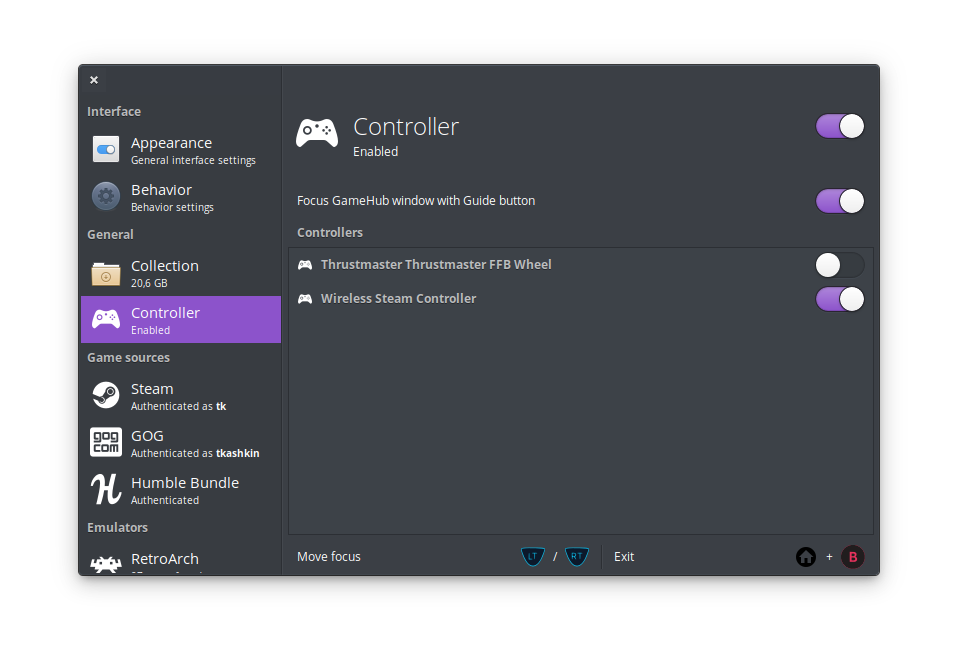 Interface
Appearance
General interface settings
Behavior
Behavior settings
General
Collection
20,6 GB
Controller
Enabled
Game sources
Steam
Authenticated as tk
GOG
Authenticated as tkashkin
Humble Bundle
Authenticated
Emulators
RetroArch
Controller
Enabled
Focus GameHub window with Guide button
Controllers
Thrustmaster Thrustmaster FFB Wheel
Wireless Steam Controller
Move focus LT / RT Exit + B
gog
com